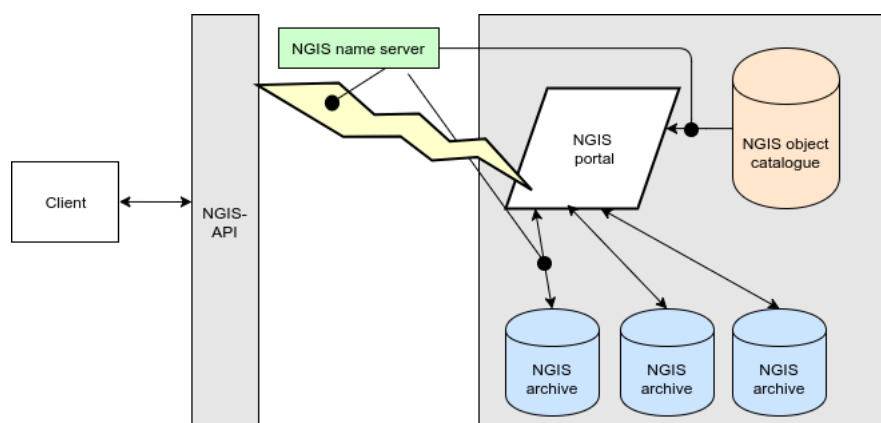 NGIS name server
NGIS
portal
NGIS object
catalogue
Client
NGIS-
API
NGIS
archive
NGIS
archive
NGIS
archive